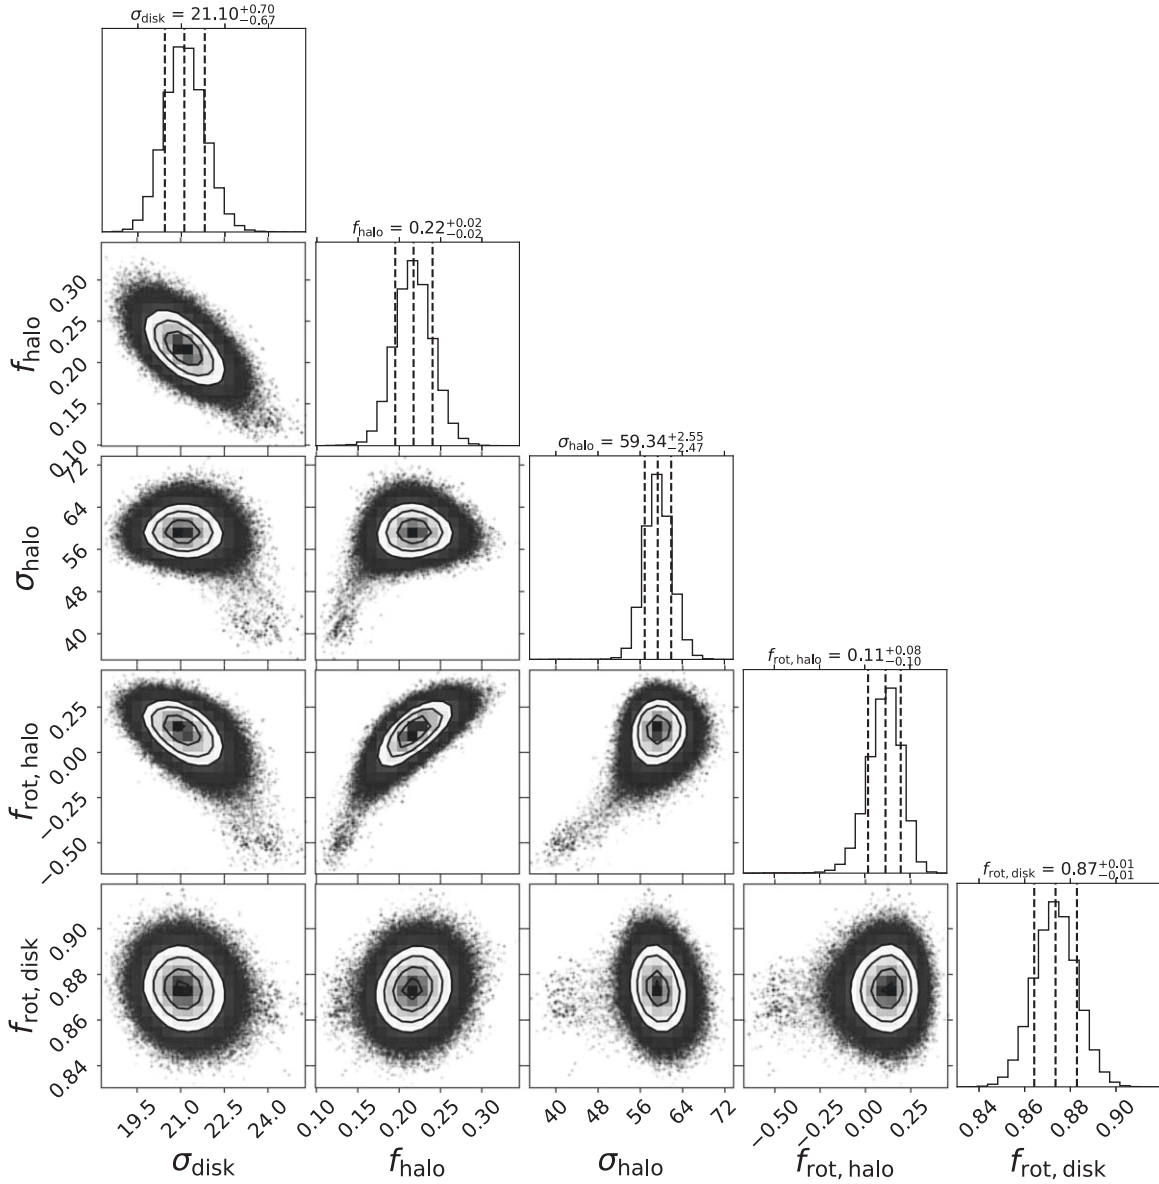 σdisk = 21.10+0.70−0.67
fhalo = 0.22+0.02−0.02
0.30
0.25
0.20
0.15
0.10
fhalo
σhalo = 59.34+2.55−2.47
72
64
56
48
40
σhalo
frot, halo = 0.11+0.08−0.10
0.25
0.00
−0.25
−0.50
frot, halo
frot, disk = 0.87+0.01−0.01
0.90
0.88
0.86
0.84
frot, disk
19.5 21.0 22.5 24.0 0.10 0.20 0.30 40 48 56 64 72 −0.50 −0.25 0.00 0.25 0.84 0.86 0.88 0.90
σdisk fhalo σhalo frot, halo frot, disk